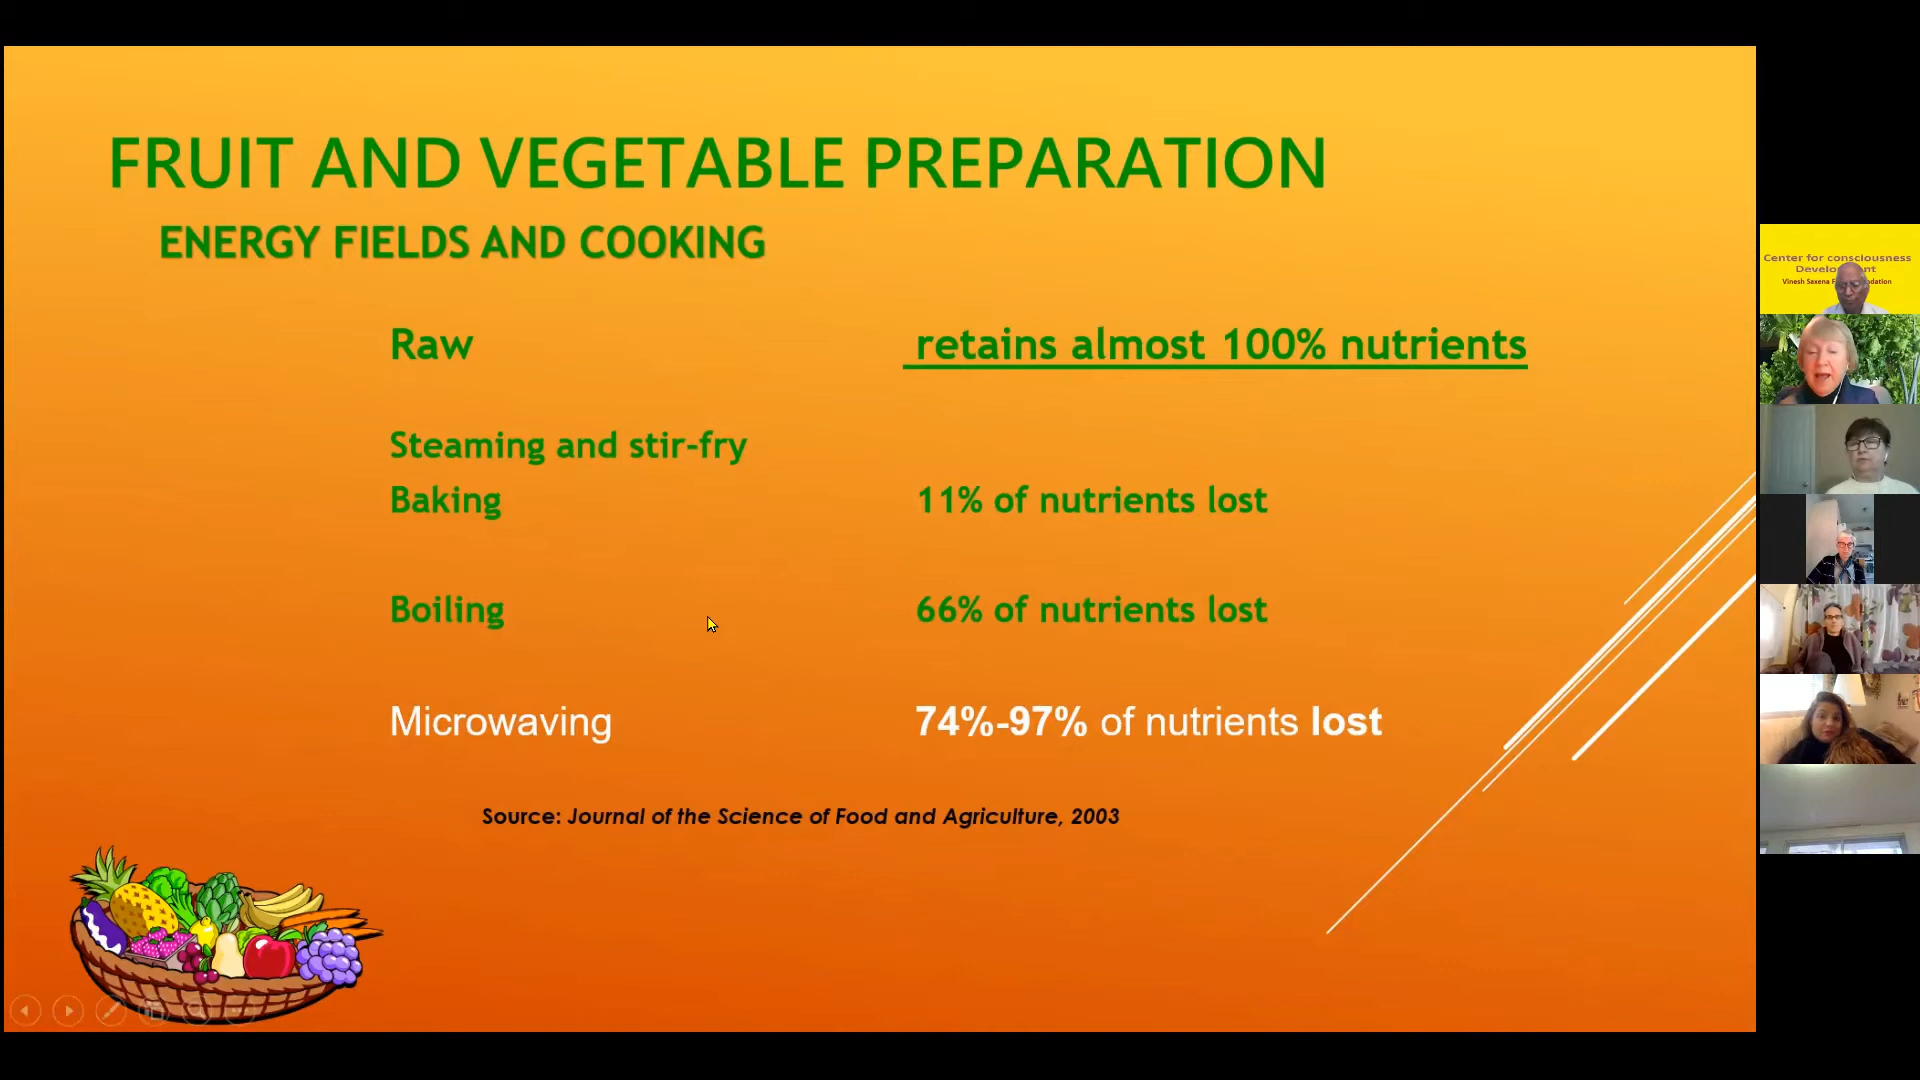 FRUIT AND VEGETABLE PREPARATION
ENERGY FIELDS AND COOKING
Raw retains almost 100% nutrients
Steaming and stir-fry
Baking 11% of nutrients lost
Boiling 66% of nutrients lost
Microwaving 74%-97% of nutrients lost
Source: Journal of the Science of Food and Agriculture, 2003
Center for consciousness
Vinesh Saxena